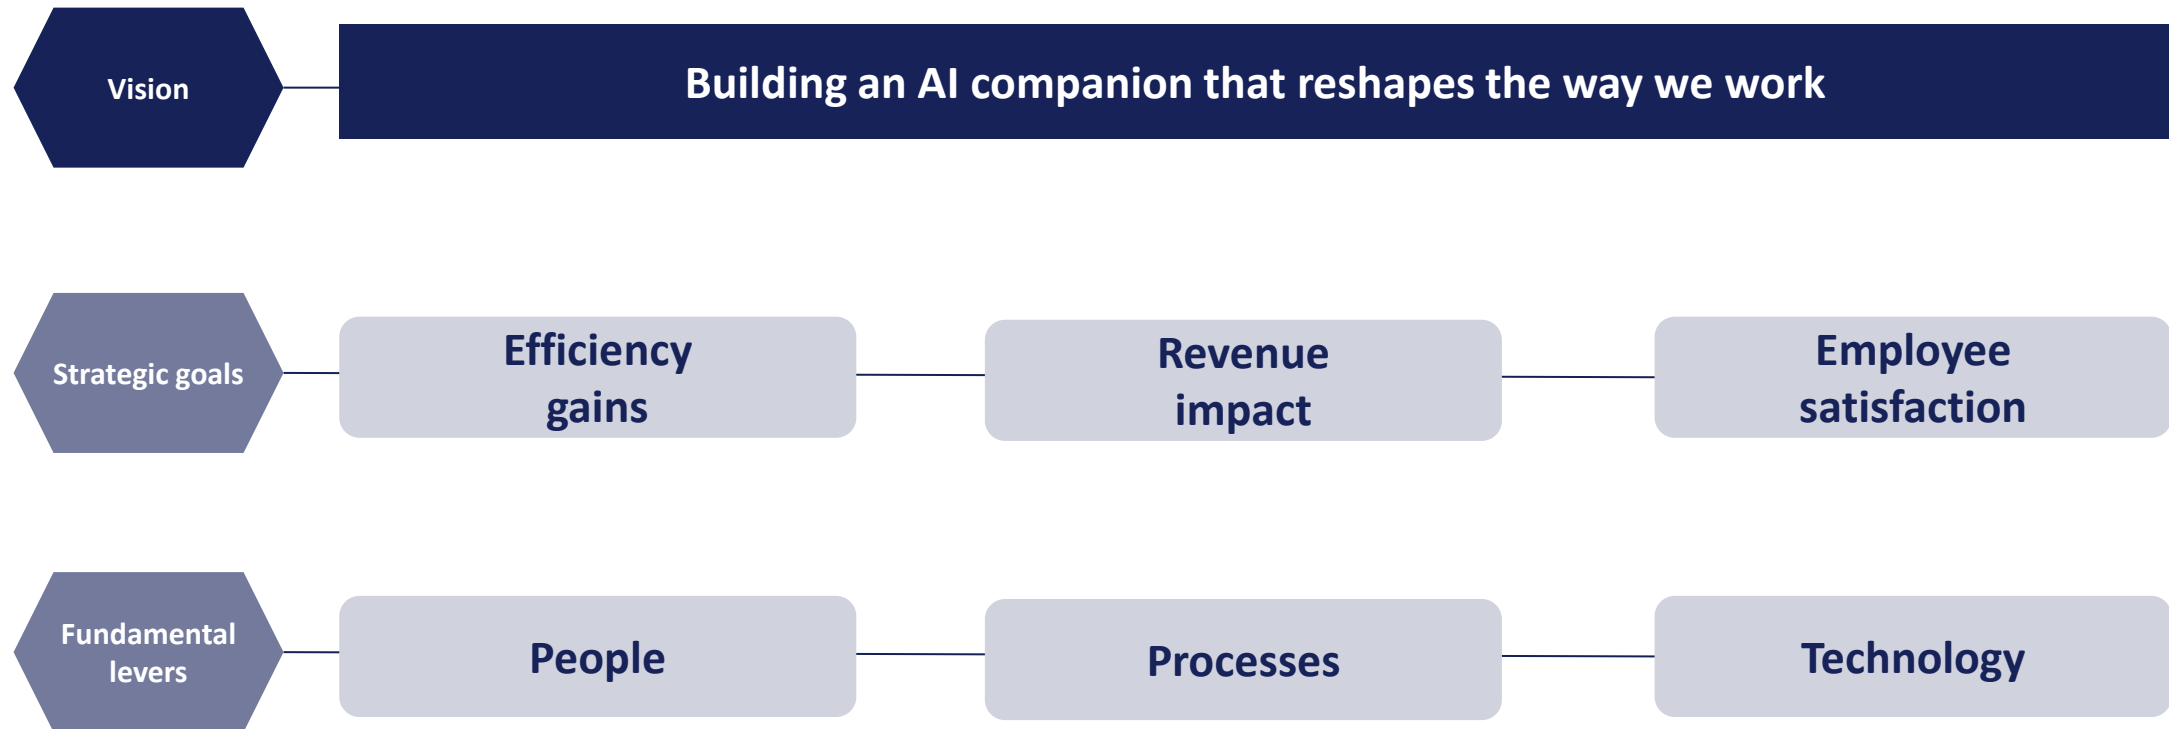 Vision
Building an AI companion that reshapes the way we work
Strategic goals
Efficiency
gains
Revenue
impact
Employee
satisfaction
Fundamental
levers
People
Processes
Technology